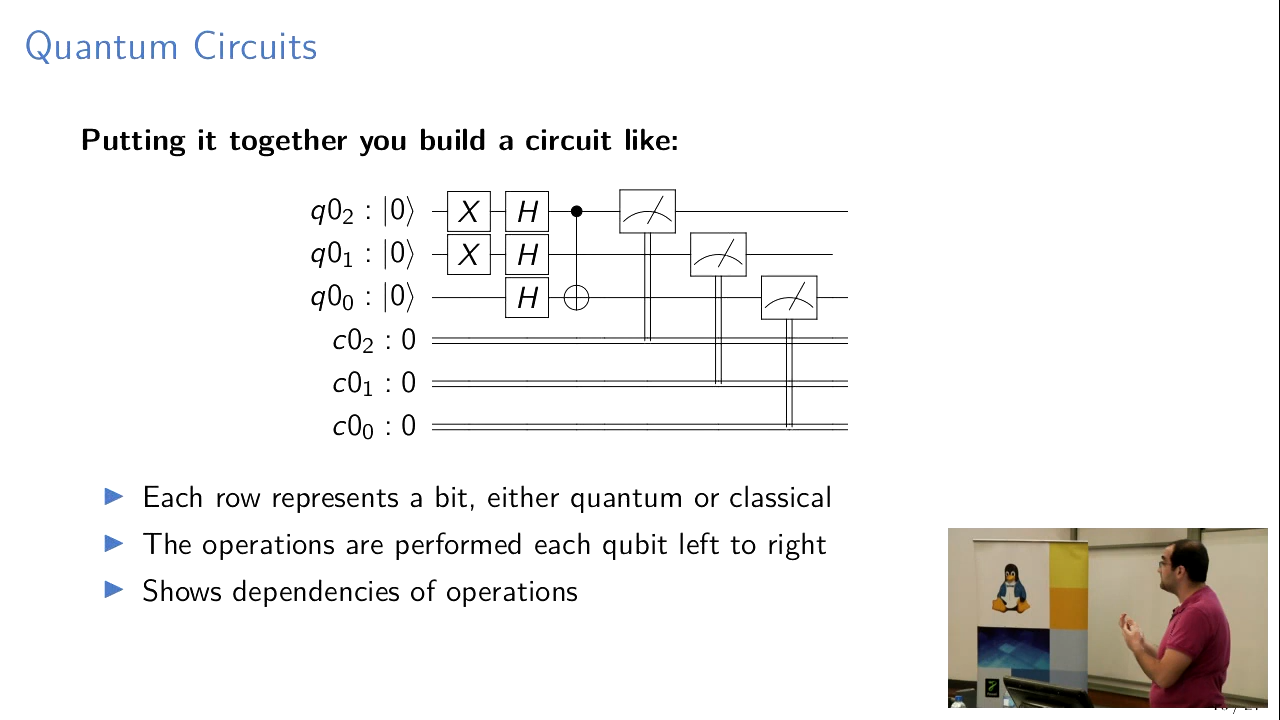 Quantum Circuits
Putting it together you build a circuit like:
q0₂ : |0⟩ X H
q0₁ : |0⟩ X H
q0₀ : |0⟩ H
c0₂ : 0
c0₁ : 0
c0₀ : 0
Each row represents a bit, either quantum or classical
The operations are performed each qubit left to right
Shows dependencies of operations